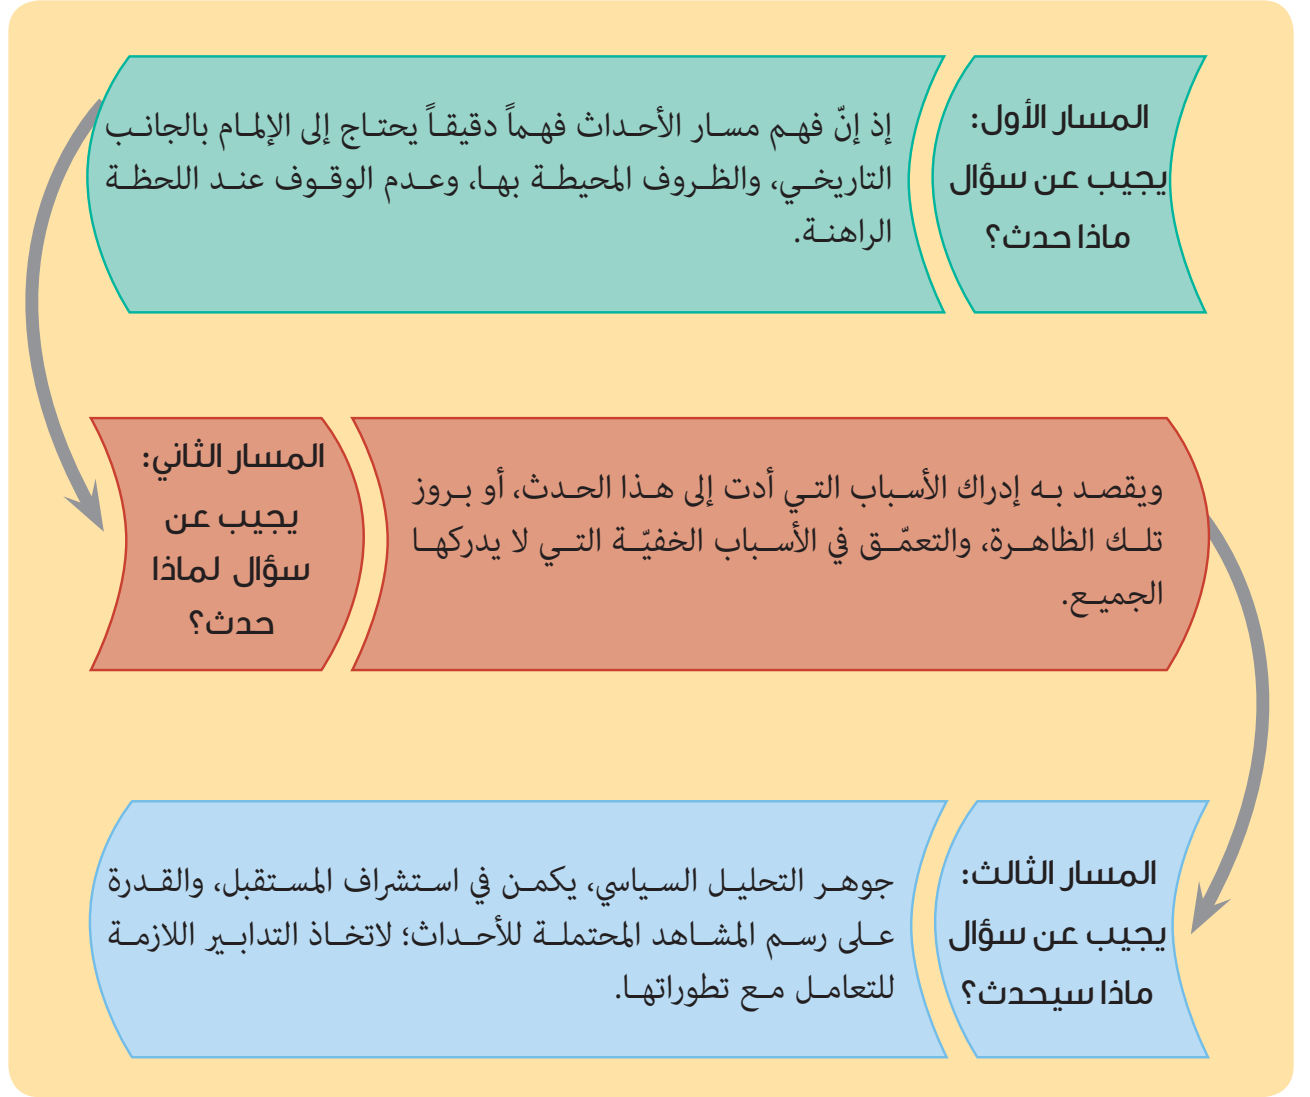 المسار الأول:
يجيب عن سؤال
ماذا حدث؟
إذ إنّ فهم مسار الأحداث فهماً دقيقاً يحتاج إلى الإلمام بالجانب
التاريخي، والظروف المحيطة بها، وعدم الوقوف عند اللحظة
الراهنة.
المسار الثاني:
يجيب عن
سؤال لماذا
حدث؟
ويقصد به إدراك الأسباب التي أدت إلى هذا الحدث، أو بروز
تلك الظاهرة، والتعمّق في الأسباب الخفيّة التي لا يدركها
الجميع.
المسار الثالث:
يجيب عن سؤال
ماذا سيحدث؟
جوهر التحليل السياسي، يكمن في استشراف المستقبل، والقدرة
على رسم المشاهد المحتملة للأحداث؛ لاتخاذ التدابير اللازمة
للتعامل مع تطوراتها.